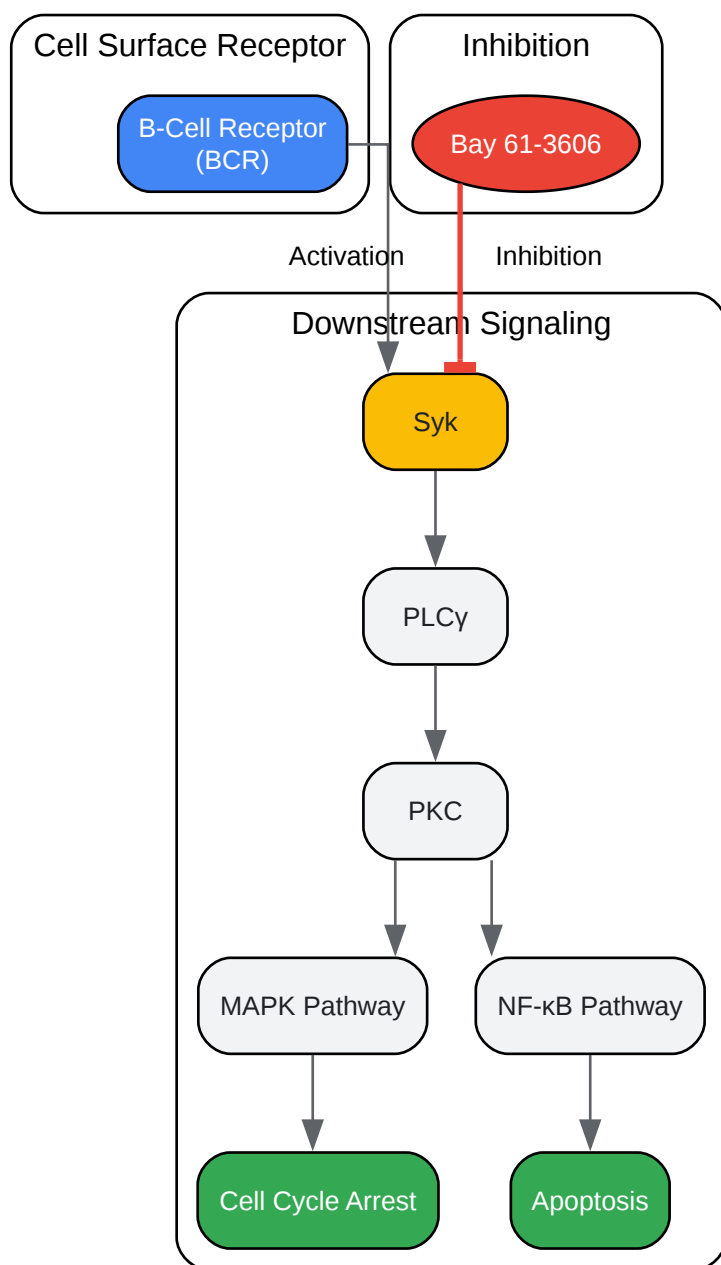 Cell Surface Receptor
Inhibition
B-Cell Receptor
(BCR)
Bay 61-3606
Activation
Inhibition
Downstream Signaling
Syk
PLCγ
PKC
MAPK Pathway
NF-κB Pathway
Cell Cycle Arrest
Apoptosis